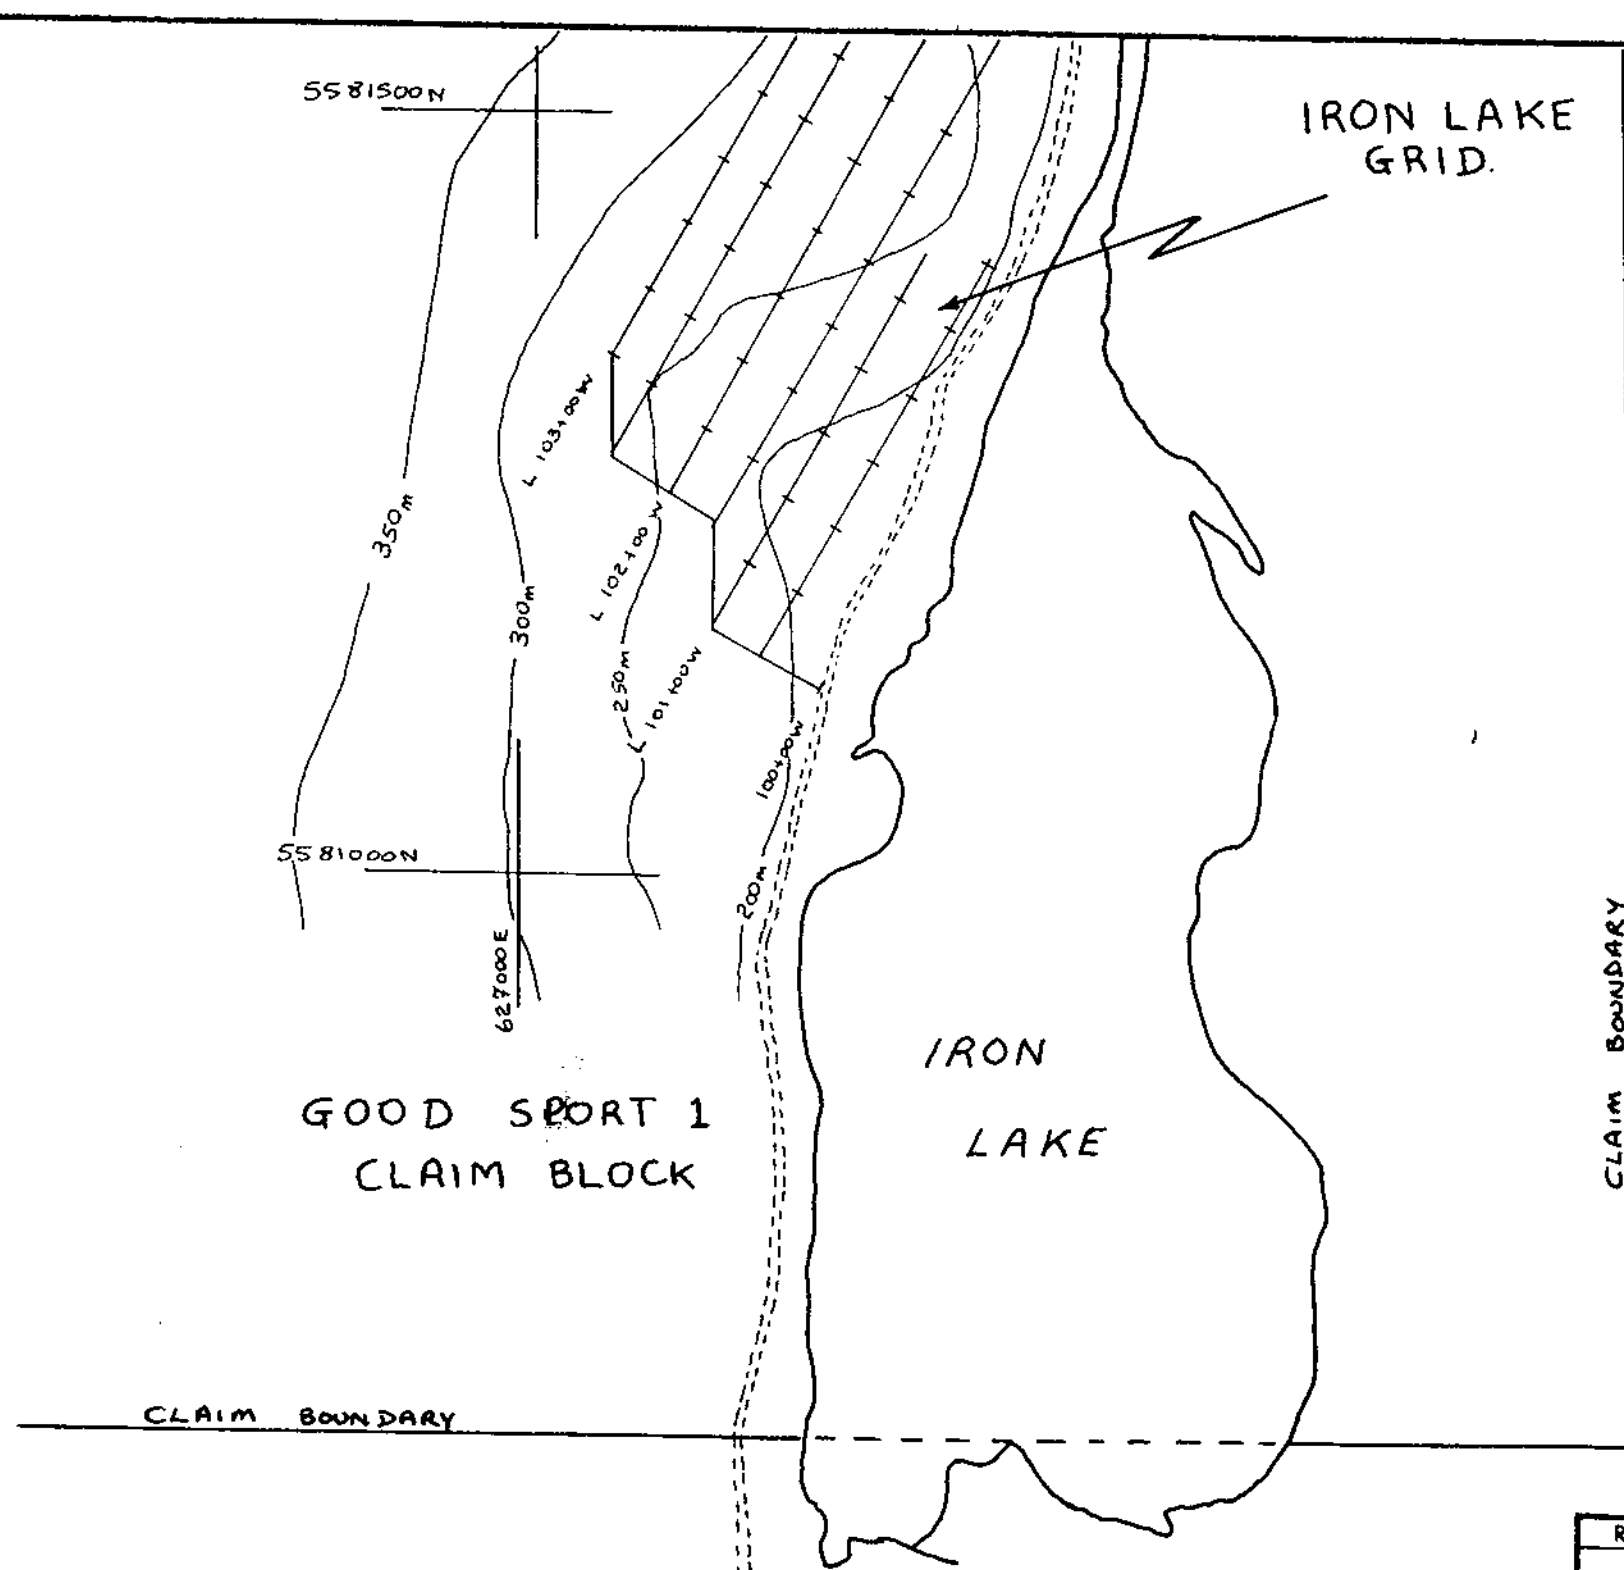 5581500N
IRON LAKE
GRID.
L 103+00W
350m
L 102+00 W
300m
250m
L 101+00W
100+00W
5581000N
200m
627000E
CLAIM BOUNDARY
IRON
LAKE
GOOD SPORT 1
CLAIM BLOCK
CLAIM BOUNDARY
R